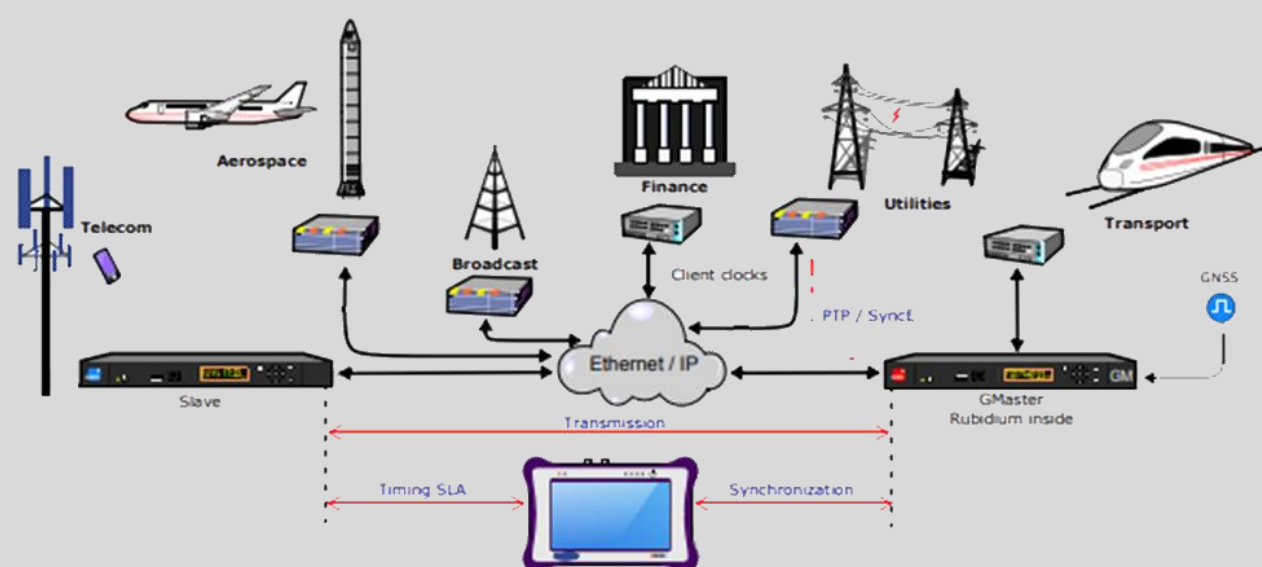 Aerospace
Telecom
Broadcast
Finance
Utilities
Transport
Client clocks
GNSS
PTP / SyncE
Ethernet / IP
Slave
GM
GMaster
Rubidium inside
Transmission
Timing SLA
Synchronization